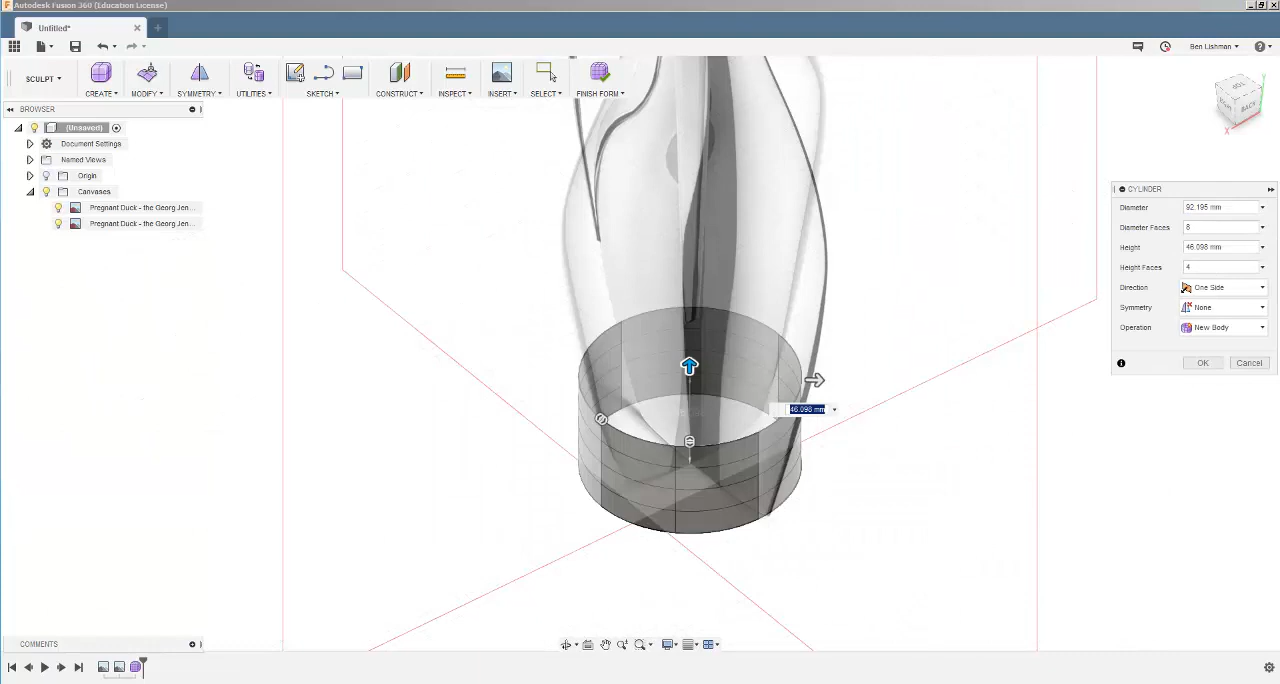 Autodesk Fusion 360 (Education License)
Untitled*
Ben Lishman
SCULPT
CREATE
MODIFY
SYMMETRY
UTILITIES
SKETCH
CONSTRUCT
INSPECT
INSERT
SELECT
FINISH FORM
BROWSER
(Unsaved)
Document Settings
Named Views
Origin
Canvases
Pregnant Duck - the Georg Jen...
Pregnant Duck - the Georg Jen...
BACK
X
CYLINDER
Diameter 92.195 mm
Diameter Faces 8
Height 46.098 mm
Height Faces 4
Direction One Side
Symmetry None
Operation New Body
OK Cancel
46.098 mm
COMMENTS